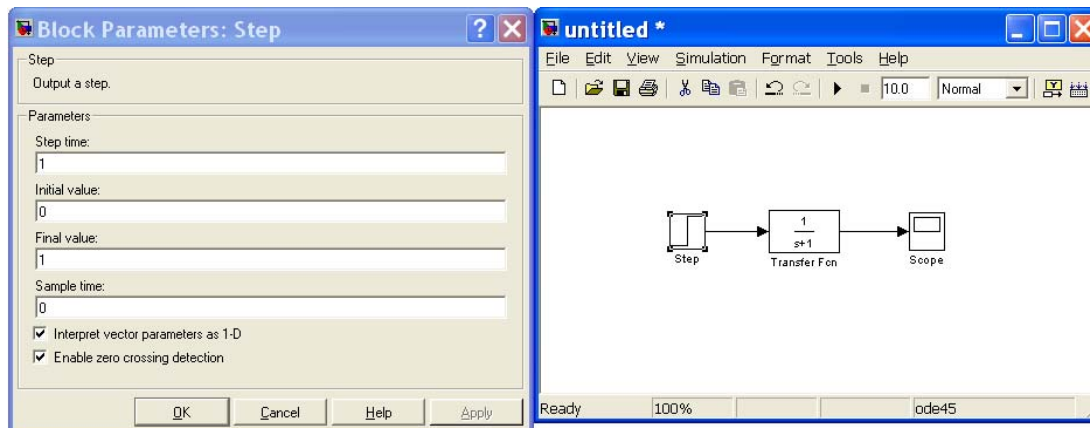 Block Parameters: Step
Step
Output a step.
Parameters
Step time:
1
Initial value:
0
Final value:
1
Sample time:
0
Interpret vector parameters as 1-D
Enable zero crossing detection
OK Cancel Help Apply
untitled *
File Edit View Simulation Format Tools Help
10.0 Normal
Step
1
s+1
Transfer Fcn
Scope
Ready 100% ode45